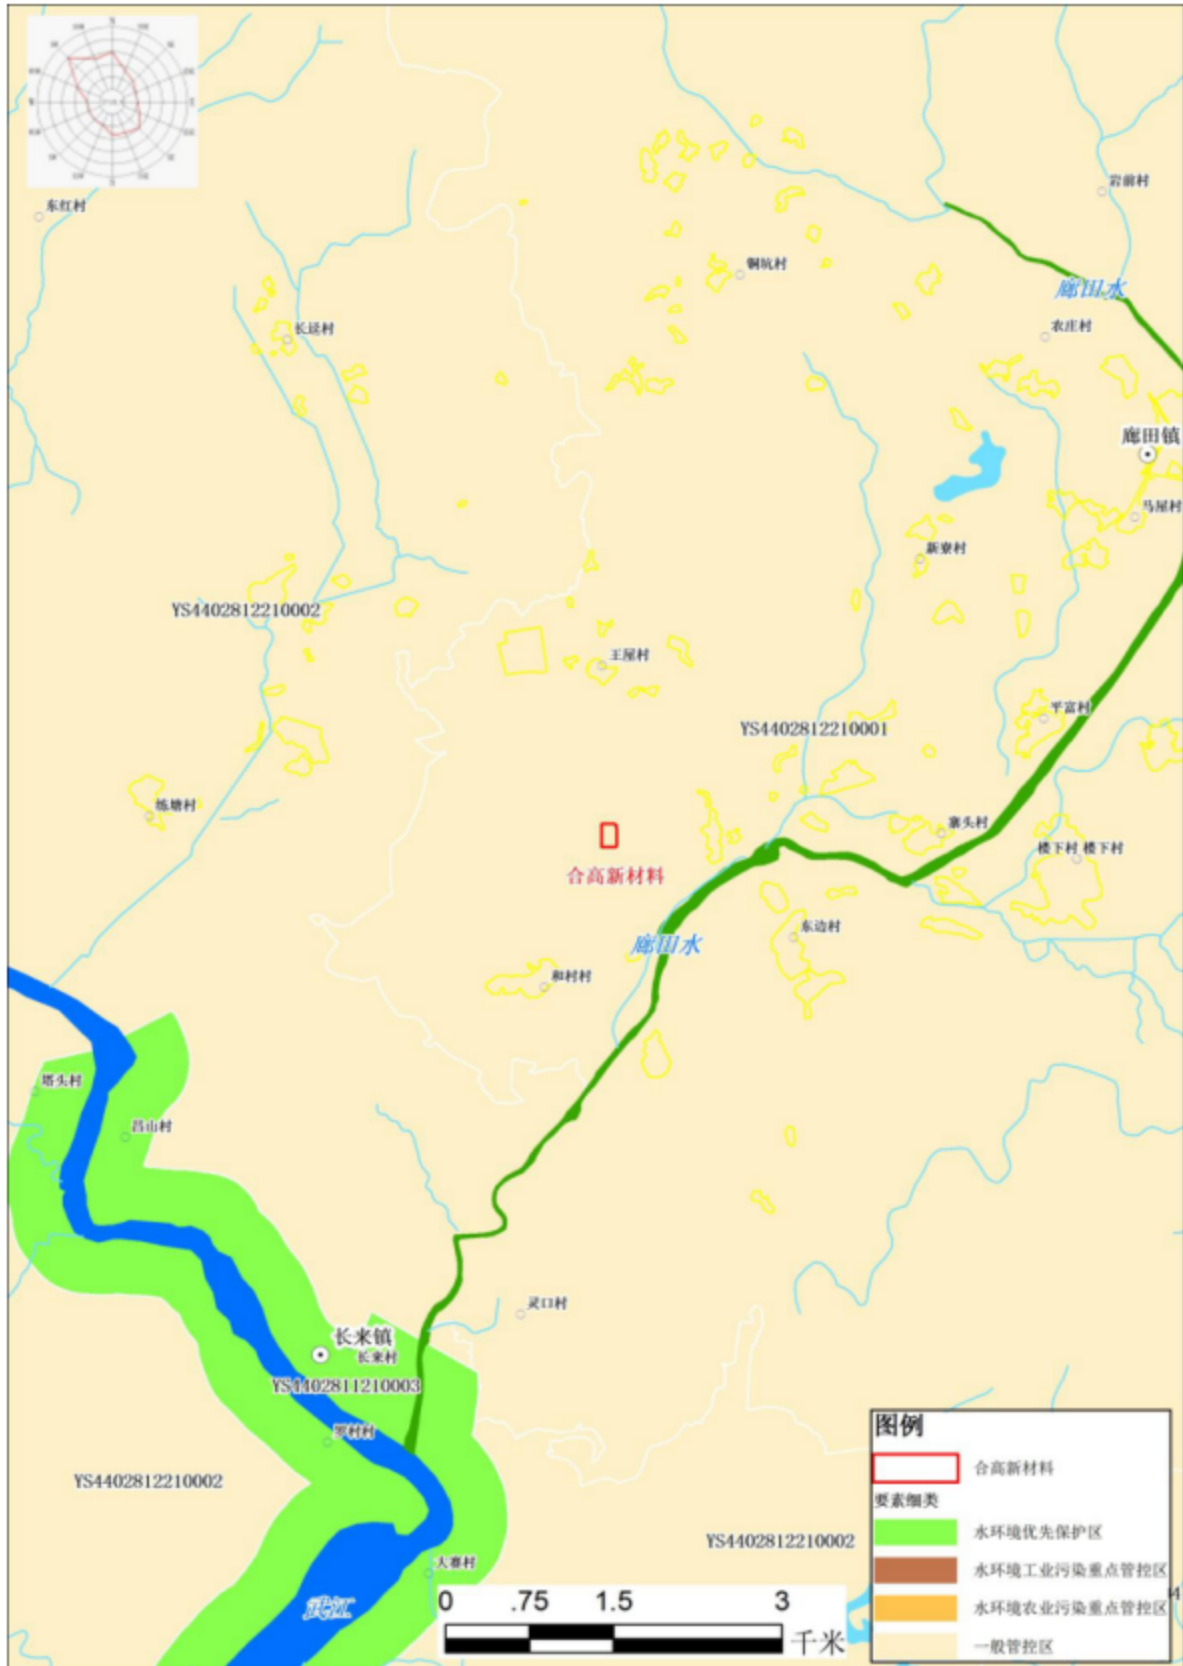 东红村
岩前村
铜坑村
廊田水
农庄村
长迳村
廊田镇
马屋村
新寮村
YS4402812210002
王屋村
平富村
YS4402812210001
练塘村
寨头村
楼下村 楼下村
合高新材料
东边村
廊田水
和村村
塔头村
昌山村
灵口村
长来镇
长来村
YS4402811210003
罗村村
YS4402812210002
YS4402812210002
大寨村
武江
0 .75 1.5 3
千米
图例
合高新材料
要素细类
水环境优先保护区
水环境工业污染重点管控区
水环境农业污染重点管控区
一般管控区